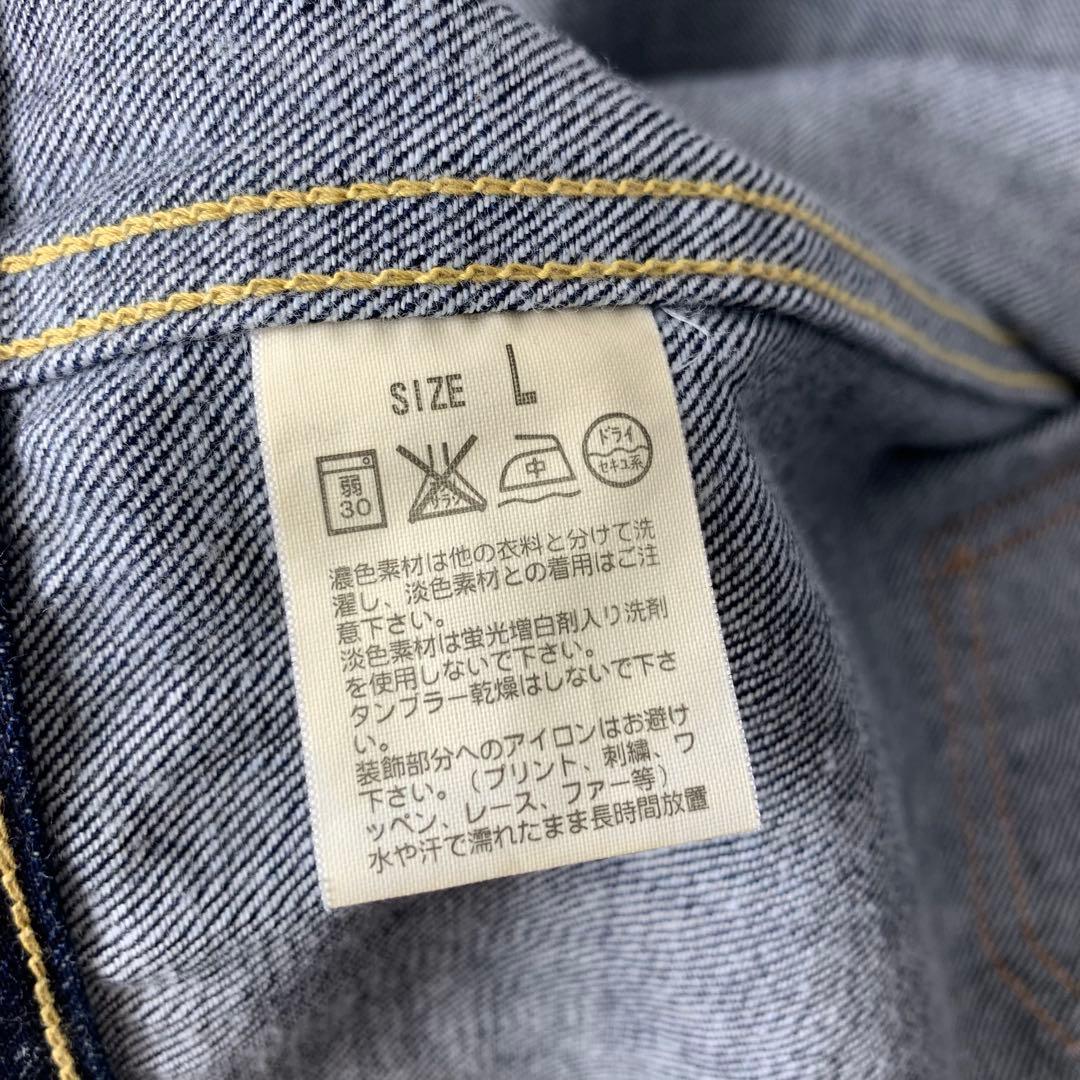 SIZE L
弱 30
エンソサラシ
中
ドライ
セキユ系
濃色素材は他の衣料と分けて洗
濯し、淡色素材との着用はご注
意下さい。
淡色素材は蛍光増白剤入り洗剤
を使用しないで下さい。
タンブラー乾燥はしないで下さ
い。
装飾部分へのアイロンはお避け
下さい。（プリント、刺繍、ワ
ッペン、レース、ファー等）
水や汗で濡れたまま長時間放置